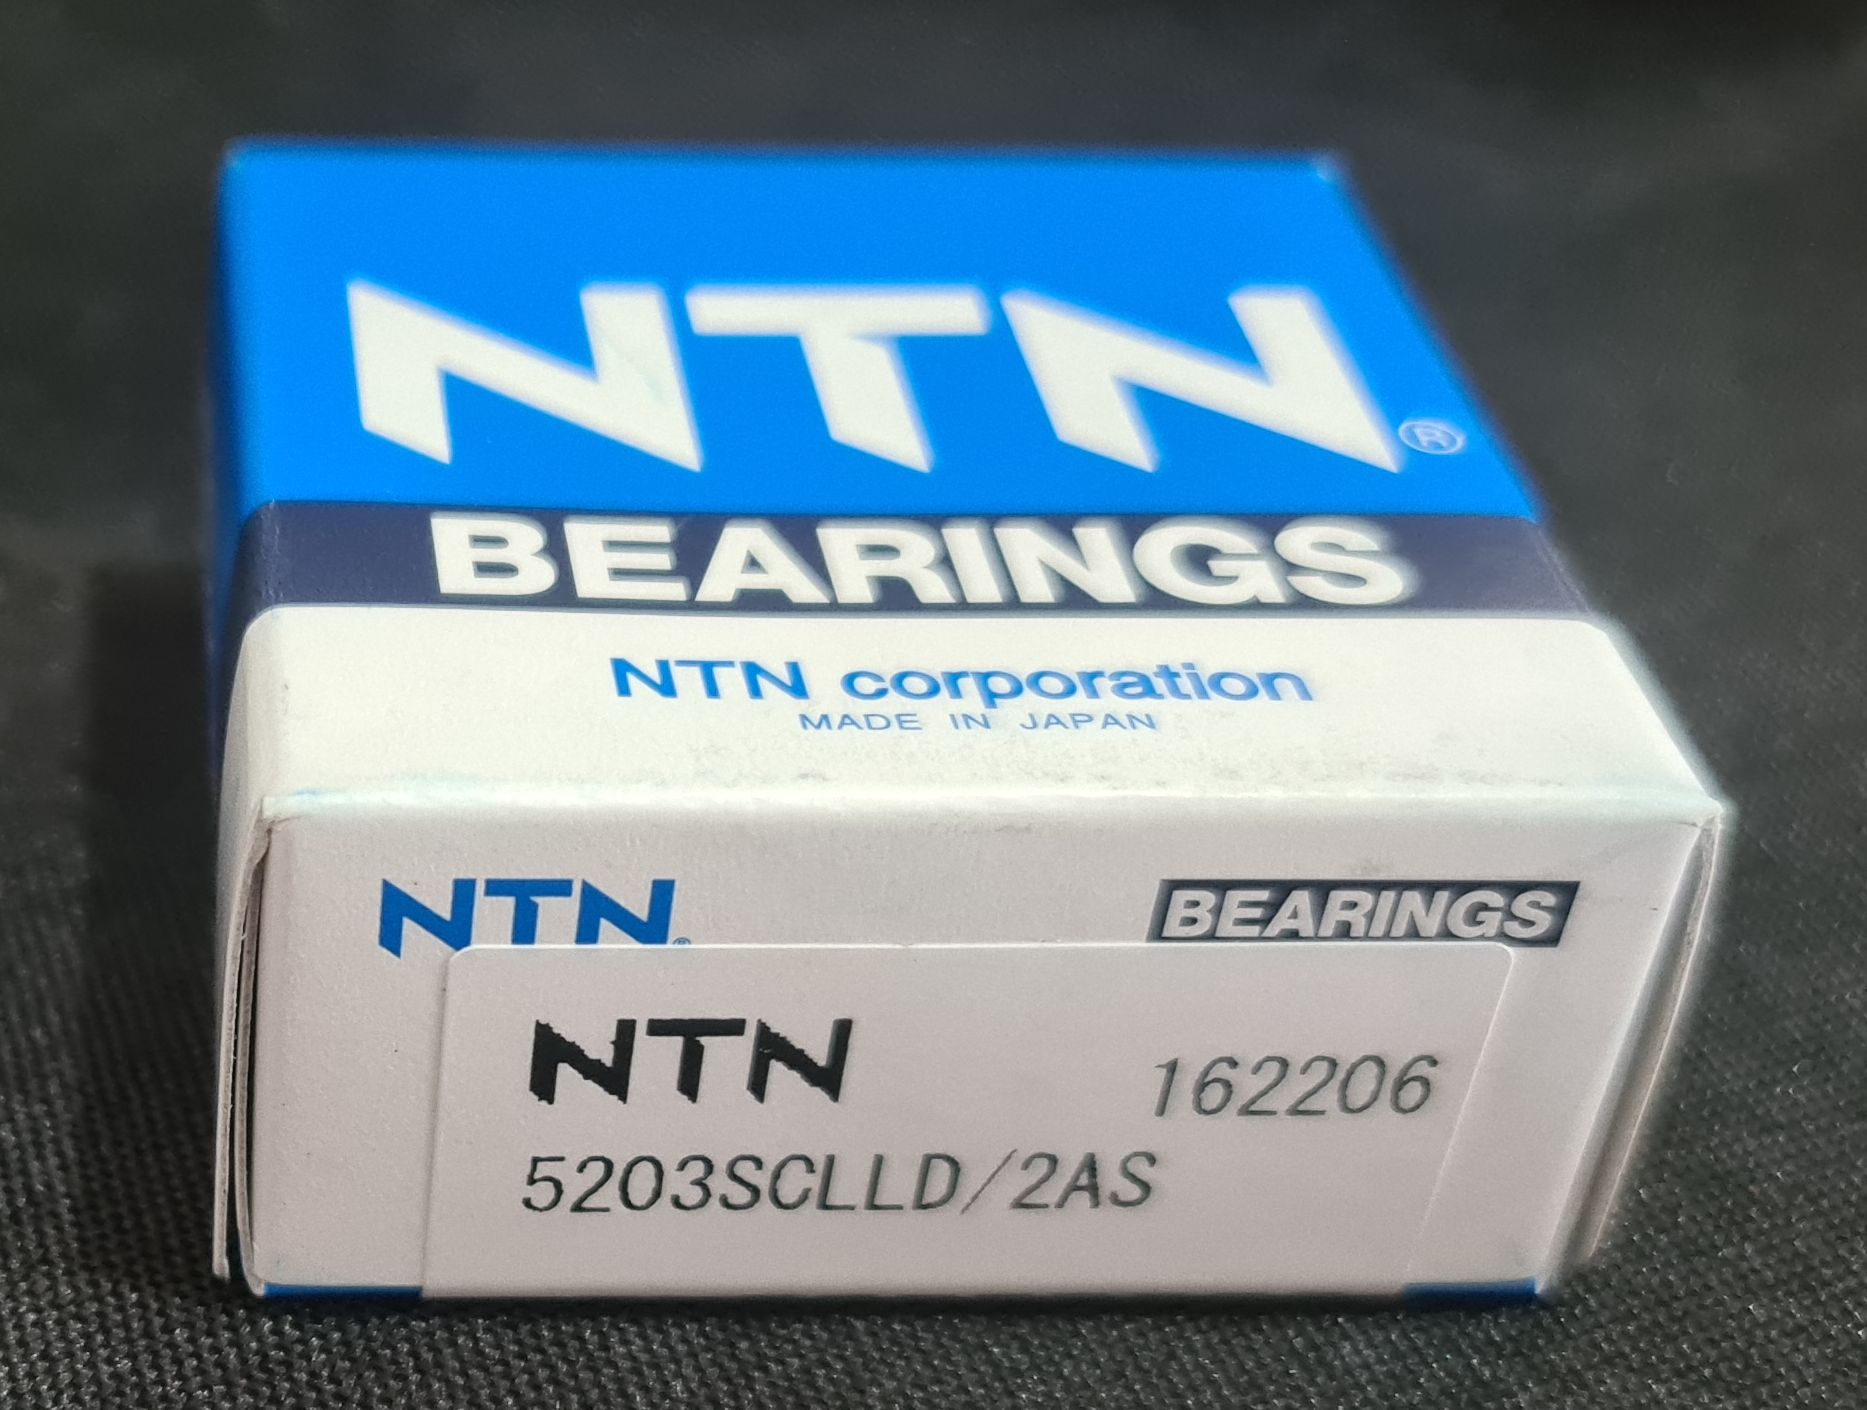 NTN®
BEARINGS
NTN corporation
MADE IN JAPAN
NTN® BEARINGS
NTN 162206
5203SCLLD/2AS